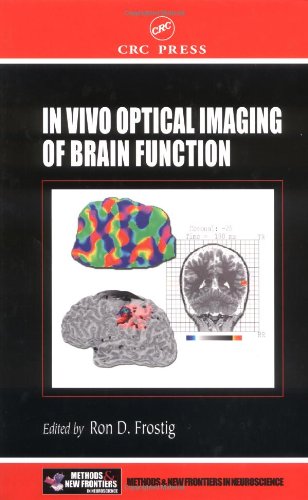 CRC
CRC PRESS
IN VIVO OPTICAL IMAGING
OF BRAIN FUNCTION
Edited by Ron D. Frostig
METHODS &
NEW FRONTIERS
IN NEUROSCIENCE
METHODS & NEW FRONTIERS IN NEUROSCIENCE